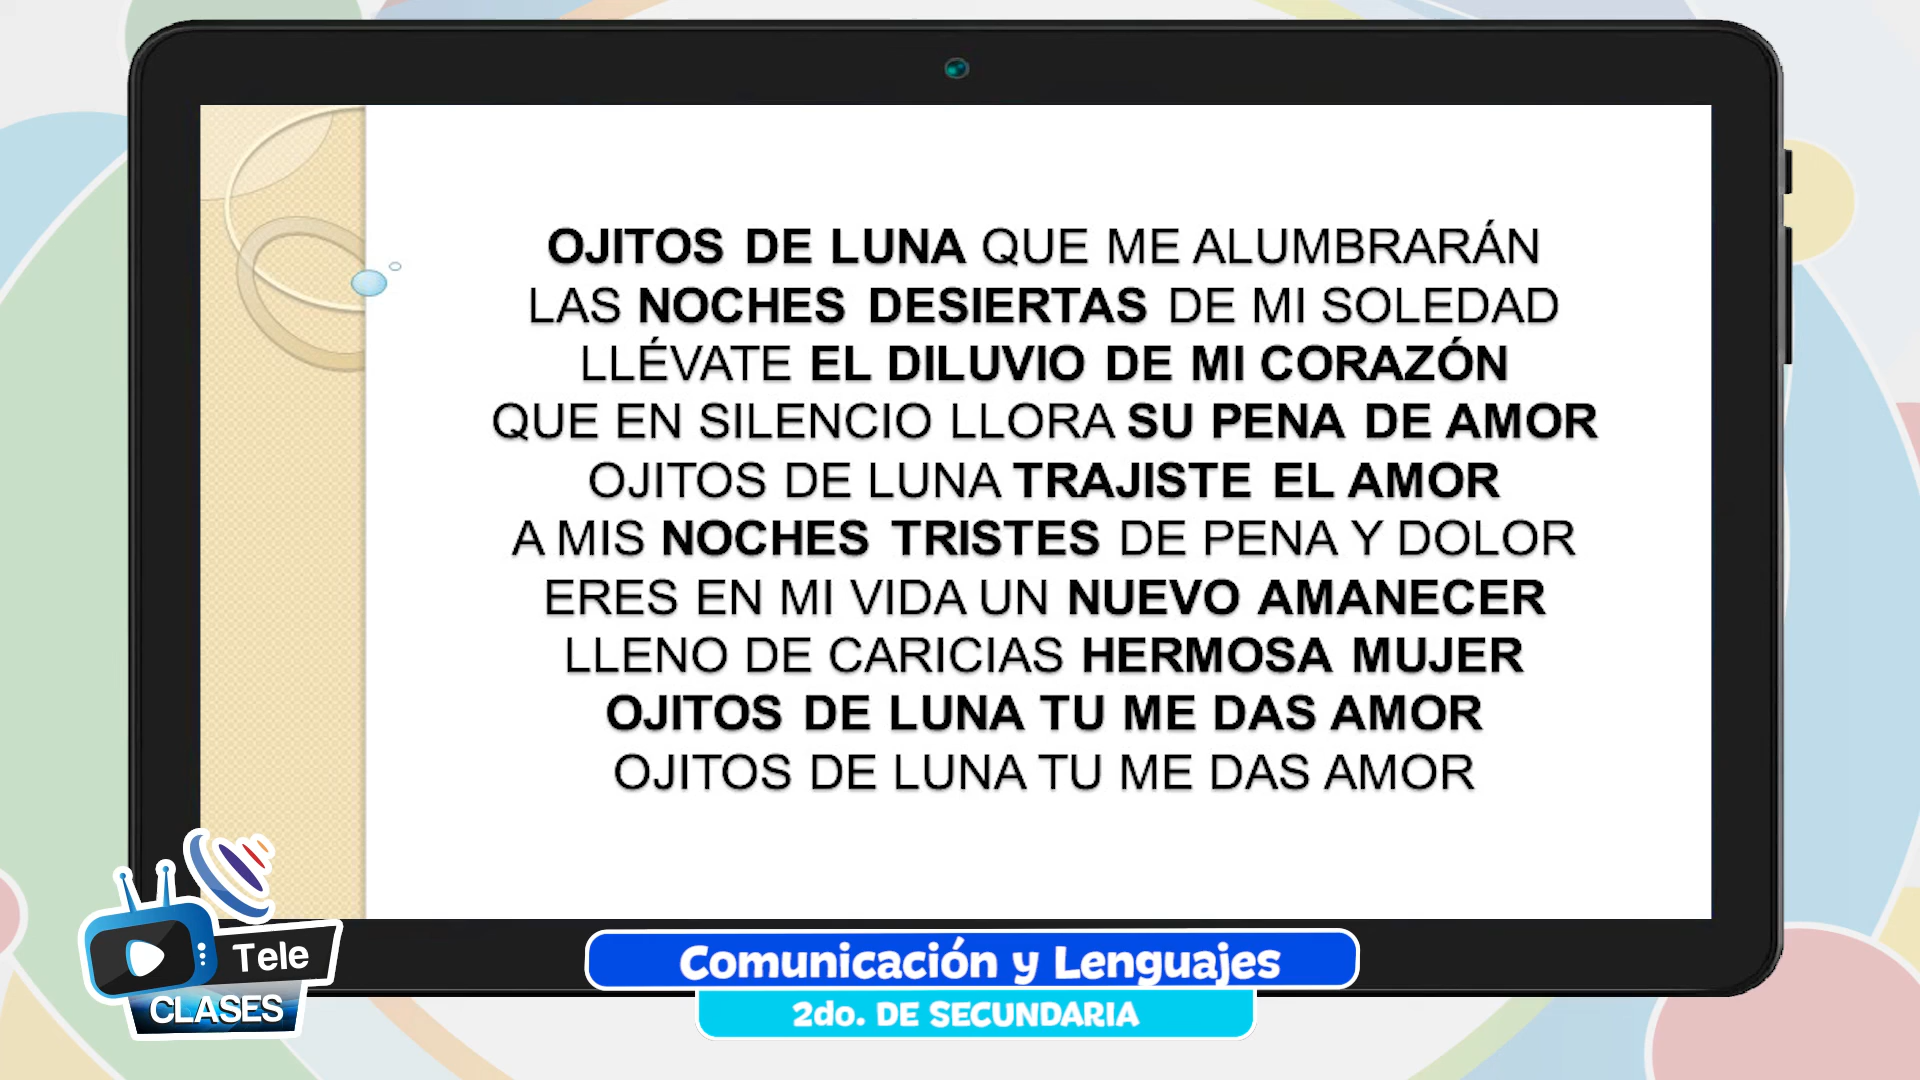 OJITOS DE LUNA QUE ME ALUMBRARÁN
LAS NOCHES DESIERTAS DE MI SOLEDAD
LLÉVATE EL DILUVIO DE MI CORAZÓN
QUE EN SILENCIO LLORA SU PENA DE AMOR
OJITOS DE LUNA TRAJISTE EL AMOR
A MIS NOCHES TRISTES DE PENA Y DOLOR
ERES EN MI VIDA UN NUEVO AMANECER
LLENO DE CARICIAS HERMOSA MUJER
OJITOS DE LUNA TU ME DAS AMOR
OJITOS DE LUNA TU ME DAS AMOR
Tele
CLASES
Comunicación y Lenguajes
2do. DE SECUNDARIA